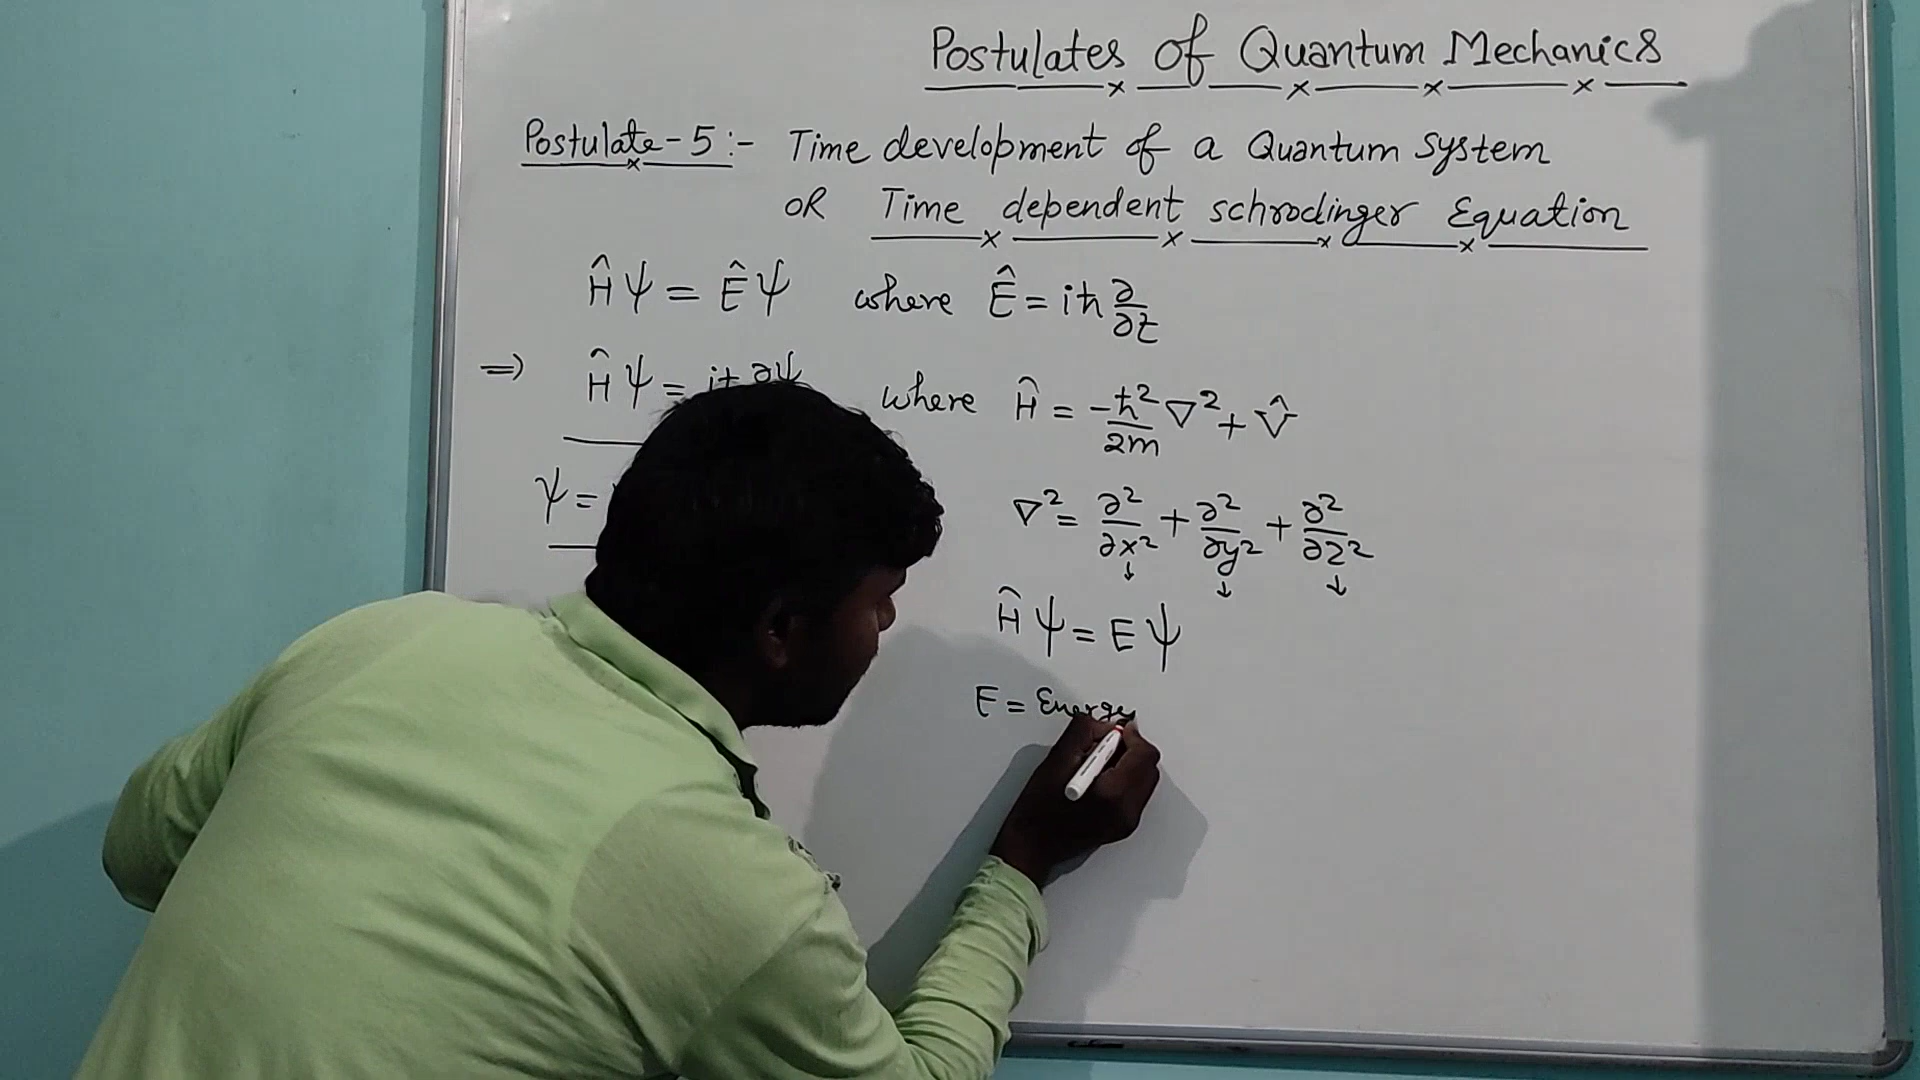 Postulates of Quantum Mechanics
Postulate-5:- Time development of a Quantum System
OR Time dependent schrodinger Equation
Ĥψ = Êψ where Ê = iħ ∂/∂t
⇒ Ĥψ = iħ ∂ψ where Ĥ = -ħ²/2m ∇² + V̂
ψ =
∇² = ∂²/∂x² + ∂²/∂y² + ∂²/∂z²
↓ ↓ ↓
Ĥψ = Eψ
E = Energy